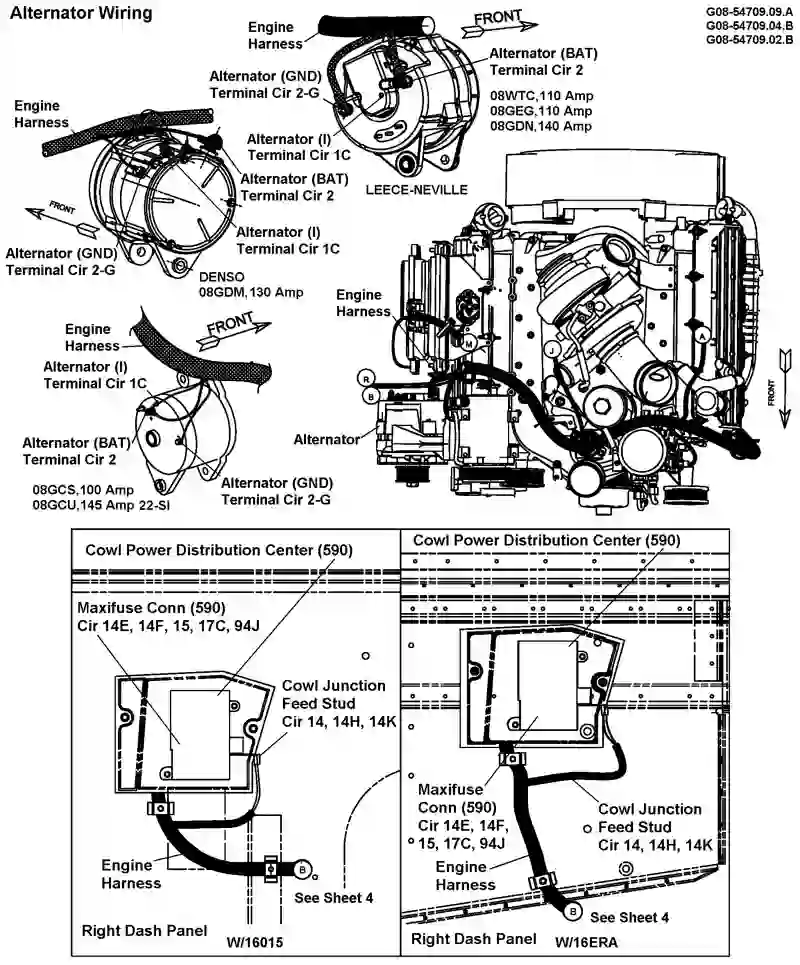 Alternator Wiring
G08-54709.09.A
G08-54709.04.B
G08-54709.02.B
Engine
Harness
FRONT
Alternator (BAT)
Terminal Cir 2
Alternator (GND)
Terminal Cir 2-G
08WTC,110 Amp
08GEG,110 Amp
08GDN,140 Amp
Alternator (I)
Terminal Cir 1C
LEECE-NEVILLE
Engine
Harness
Alternator (BAT)
Terminal Cir 2
FRONT
Alternator (I)
Terminal Cir 1C
Alternator (GND)
Terminal Cir 2-G
DENSO
08GDM,130 Amp
Engine
Harness
FRONT
Alternator (I)
Terminal Cir 1C
Alternator (BAT)
Terminal Cir 2
Alternator (GND)
Terminal Cir 2-G
08GCS,100 Amp
08GCU,145 Amp 22-SI
Engine
Harness
M
J
A
R
B
Alternator
FRONT
Cowl Power Distribution Center (590)
Maxifuse Conn (590)
Cir 14E, 14F, 15, 17C, 94J
Cowl Junction
Feed Stud
Cir 14, 14H, 14K
Engine
Harness
B
See Sheet 4
Right Dash Panel
W/16015
Cowl Power Distribution Center (590)
Maxifuse
Conn (590)
Cir 14E, 14F,
15, 17C, 94J
Cowl Junction
Feed Stud
Cir 14, 14H, 14K
Engine
Harness
B
See Sheet 4
Right Dash Panel
W/16ERA